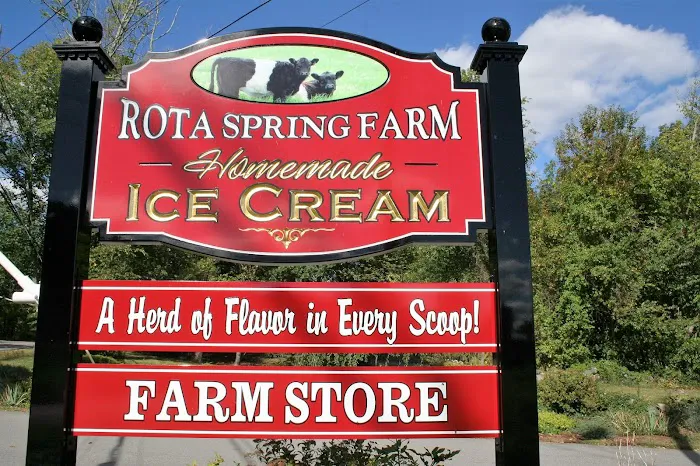 ROTA SPRING FARM
Homemade
ICE CREAM
A Herd of Flavor in Every Scoop!
FARM STORE